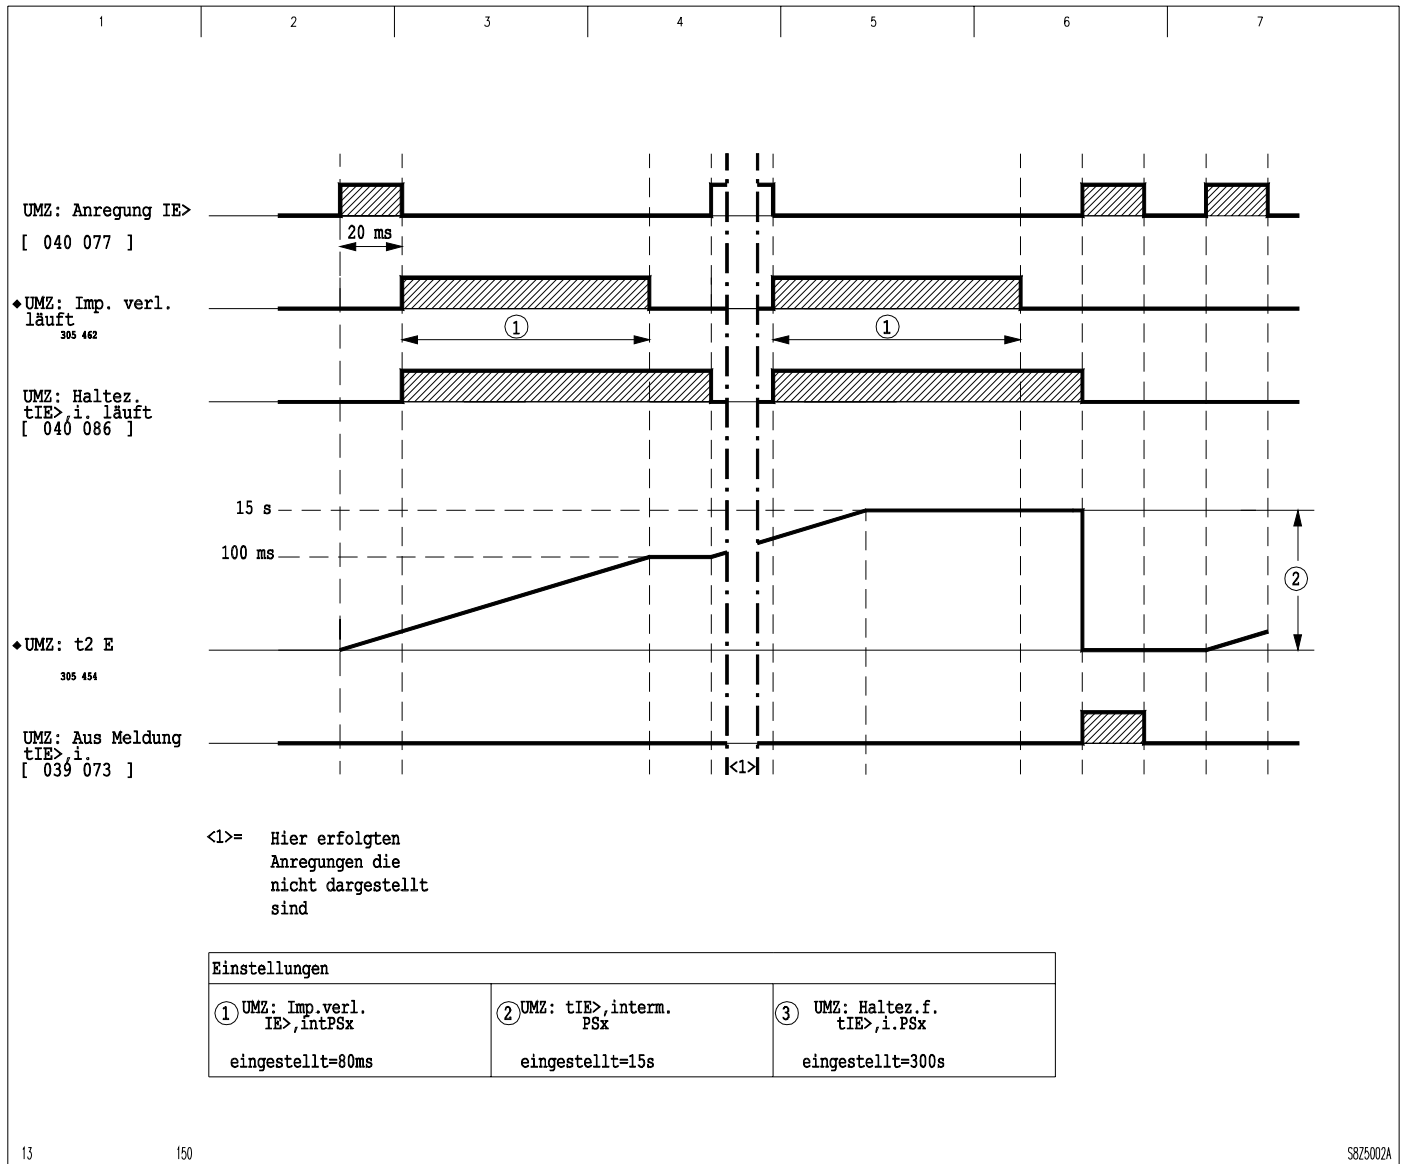 1 2 3 4 5 6 7
UMZ: Anregung IE>
[ 040 077 ]
20 ms
◆UMZ: Imp. verl.
läuft
305 462
1 1
UMZ: Haltez.
tIE>,i. läuft
[ 040 086 ]
15 s
100 ms
2
◆UMZ: t2 E
305 454
UMZ: Aus Meldung
tIE>,i.
[ 039 073 ]
<1>
<1>= Hier erfolgten
Anregungen die
nicht dargestellt
sind
Einstellungen
1 UMZ: Imp.verl.
IE>,intPSx
eingestellt=80ms
2 UMZ: tIE>,interm.
PSx
eingestellt=15s
3 UMZ: Haltez.f.
tIE>,i.PSx
eingestellt=300s
13 150 S8Z5002A